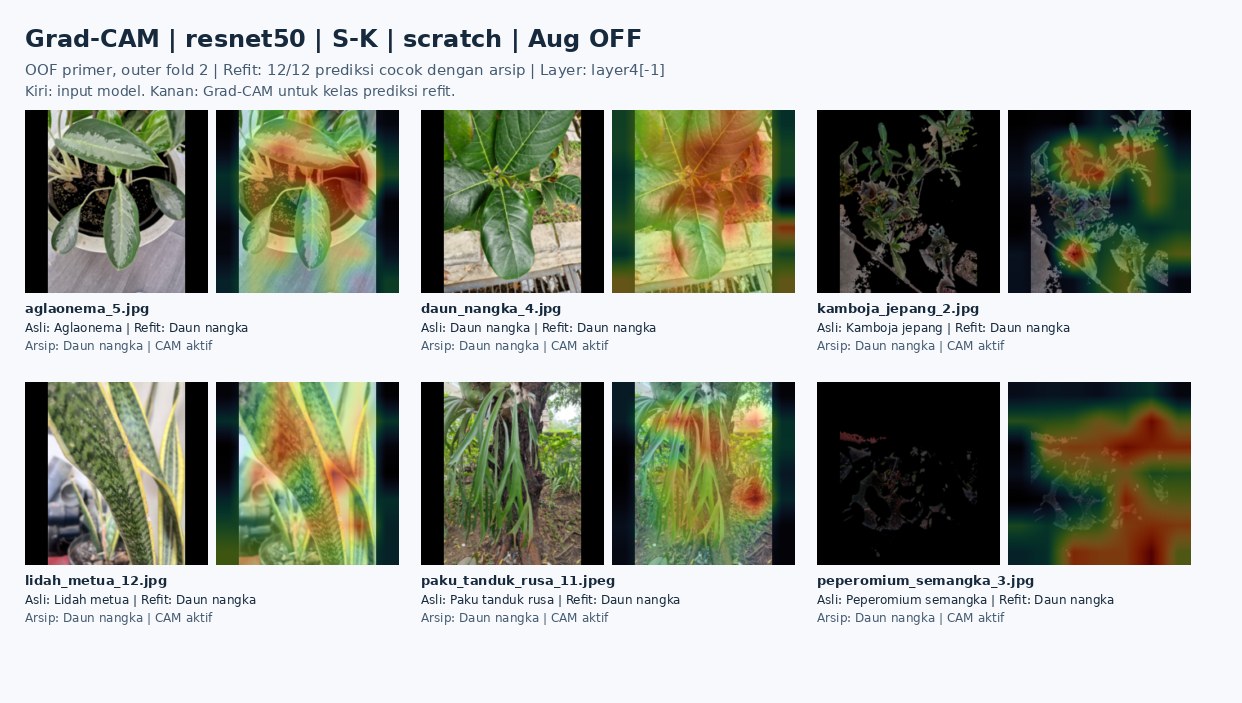 Grad-CAM | resnet50 | S-K | scratch | Aug OFF
OOF primer, outer fold 2 | Refit: 12/12 prediksi cocok dengan arsip | Layer: layer4[-1]
Kiri: input model. Kanan: Grad-CAM untuk kelas prediksi refit.
aglaonema_5.jpg
Asli: Aglaonema | Refit: Daun nangka
Arsip: Daun nangka | CAM aktif
daun_nangka_4.jpg
Asli: Daun nangka | Refit: Daun nangka
Arsip: Daun nangka | CAM aktif
kamboja_jepang_2.jpg
Asli: Kamboja jepang | Refit: Daun nangka
Arsip: Daun nangka | CAM aktif
lidah_metua_12.jpg
Asli: Lidah metua | Refit: Daun nangka
Arsip: Daun nangka | CAM aktif
paku_tanduk_rusa_11.jpeg
Asli: Paku tanduk rusa | Refit: Daun nangka
Arsip: Daun nangka | CAM aktif
peperomium_semangka_3.jpg
Asli: Peperomium semangka | Refit: Daun nangka
Arsip: Daun nangka | CAM aktif